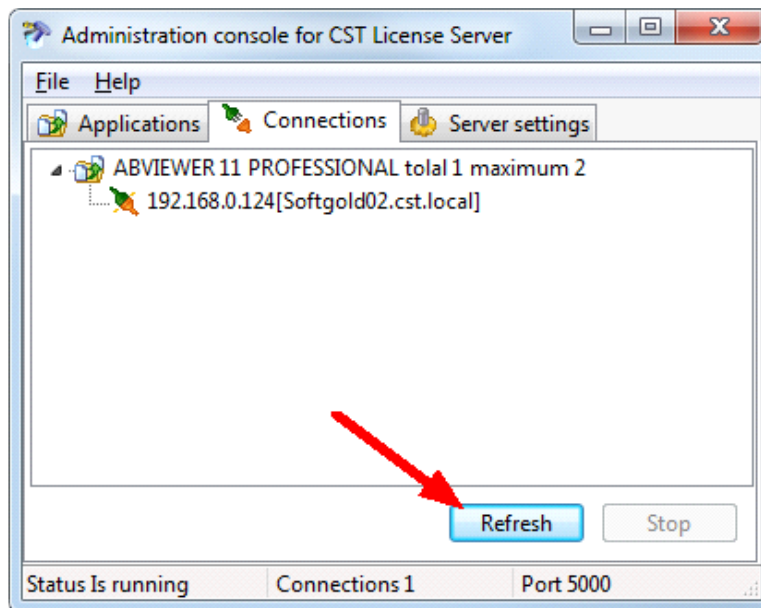 Administration console for CST License Server
File Help
Applications Connections Server settings
ABVIEWER 11 PROFESSIONAL tolal 1 maximum 2
192.168.0.124[Softgold02.cst.local]
Refresh Stop
Status Is running Connections 1 Port 5000